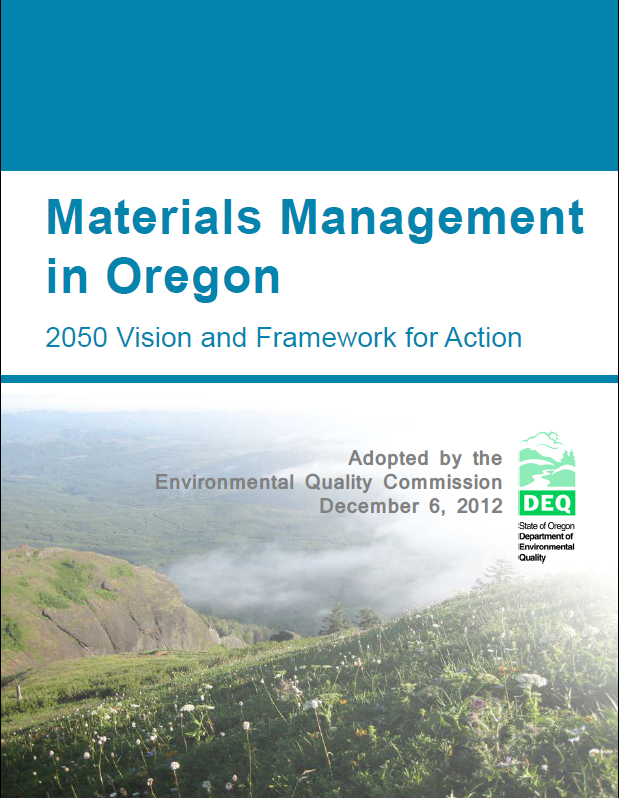 Materials Management
in Oregon
2050 Vision and Framework for Action
Adopted by the
Environmental Quality Commission
December 6, 2012
DEQ
State of Oregon
Department of
Environmental
Quality